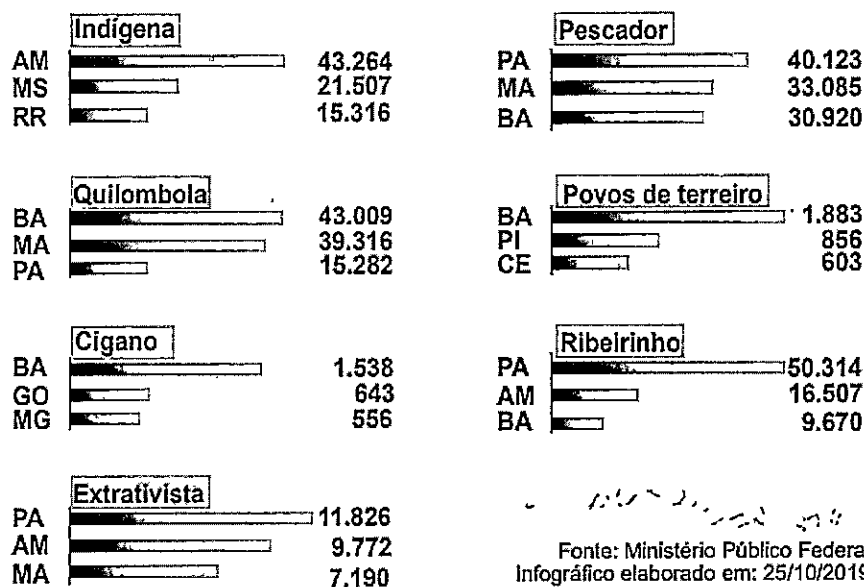 Indígena
AM 43.264
MS 21.507
RR 15.316
Quilombola
BA 43.009
MA 39.316
PA 15.282
Cigano
BA 1.538
GO 643
MG 556
Extrativista
PA 11.826
AM 9.772
MA 7.190
Pescador
PA 40.123
MA 33.085
BA 30.920
Povos de terreiro
BA 1.883
PI 856
CE 603
Ribeirinho
PA 50.314
AM 16.507
BA 9.670
Fonte: Ministério Público Federa
Infográfico elaborado em: 25/10/2019